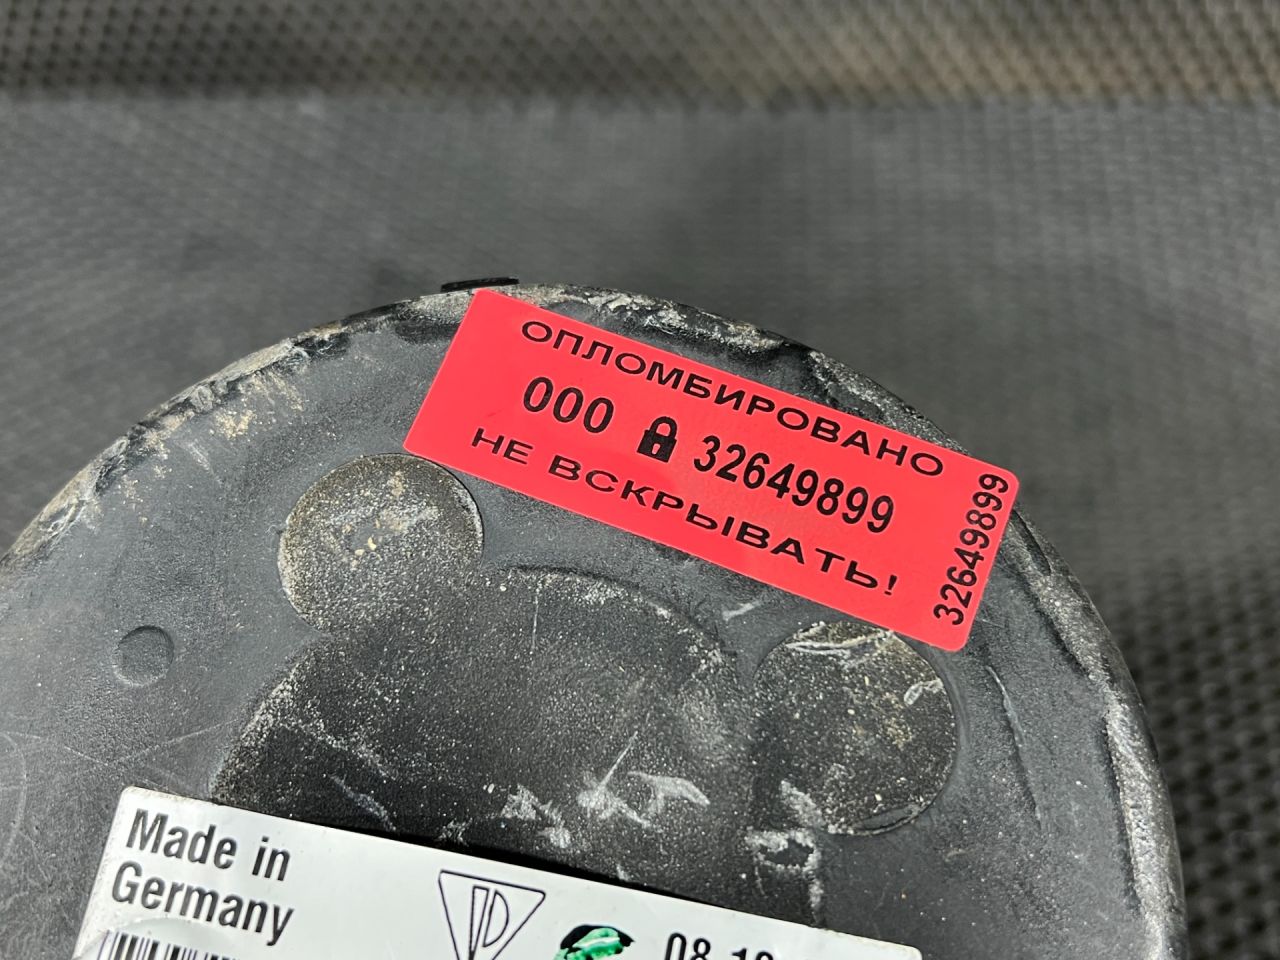 ОПЛОМБИРОВАНО
000 32649899
НЕ ВСКРЫВАТЬ!
32649899
Made in
Germany